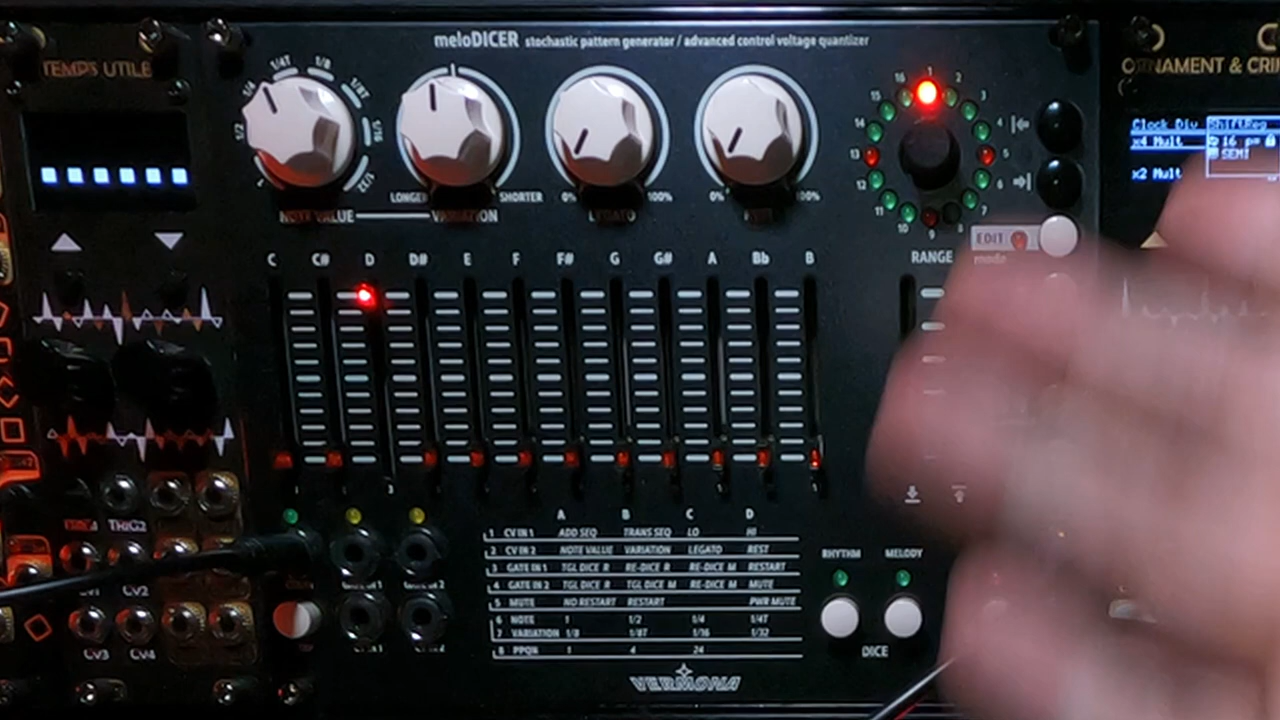 meloDICER stochastic pattern generator / advanced control voltage quantizer
TEMPS UTILE
ORNAMENT & CRI
1/2 1/4 1/4T 1/8 1/8T 1/16 1/32
1
LONGER SHORTER
0% 100%
0% 100%
NOTE VALUE VARIATION LEGATO
16 1 2 3 4 5 6 7 8 9 10 11 12 13 14 15
Clock Div ShiftReg
x4 Mult 16
SEMI
x2 Mult
EDIT
mode
C C# D D# E F F# G G# A Bb B RANGE
A B C D
1 CV IN 1 ADD SEQ TRANS SEQ LO HI
2 CV IN 2 NOTE VALUE VARIATION LEGATO REST
3 GATE IN 1 TGL DICE R RE-DICE R RE-DICE M RESTART
4 GATE IN 2 TGL DICE R TGL DICE M RE-DICE M MUTE
5 MUTE NO RESTART RESTART PWR MUTE
6 NOTE 1 1/2 1/4 1/4T
7 VARIATION 1/8 1/8T 1/16 1/32
8 PPQN 1 4 24
RHYTHM MELODY
DICE
VERMONA
TRIG2
CV1 CV2
CV3 CV4